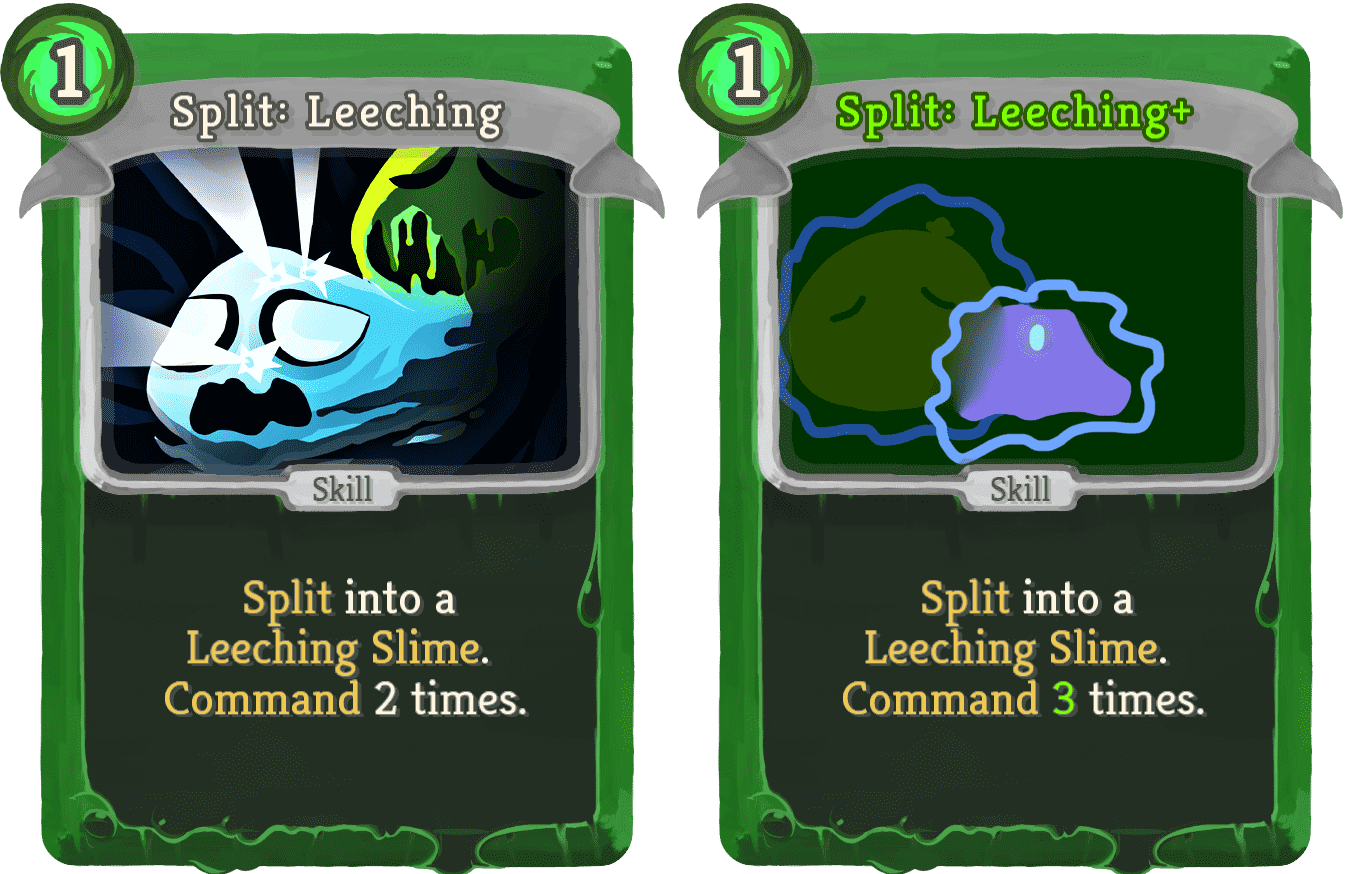 1
Split: Leeching
Skill
Split into a
Leeching Slime.
Command 2 times.
1
Split: Leeching+
Skill
Split into a
Leeching Slime.
Command 3 times.